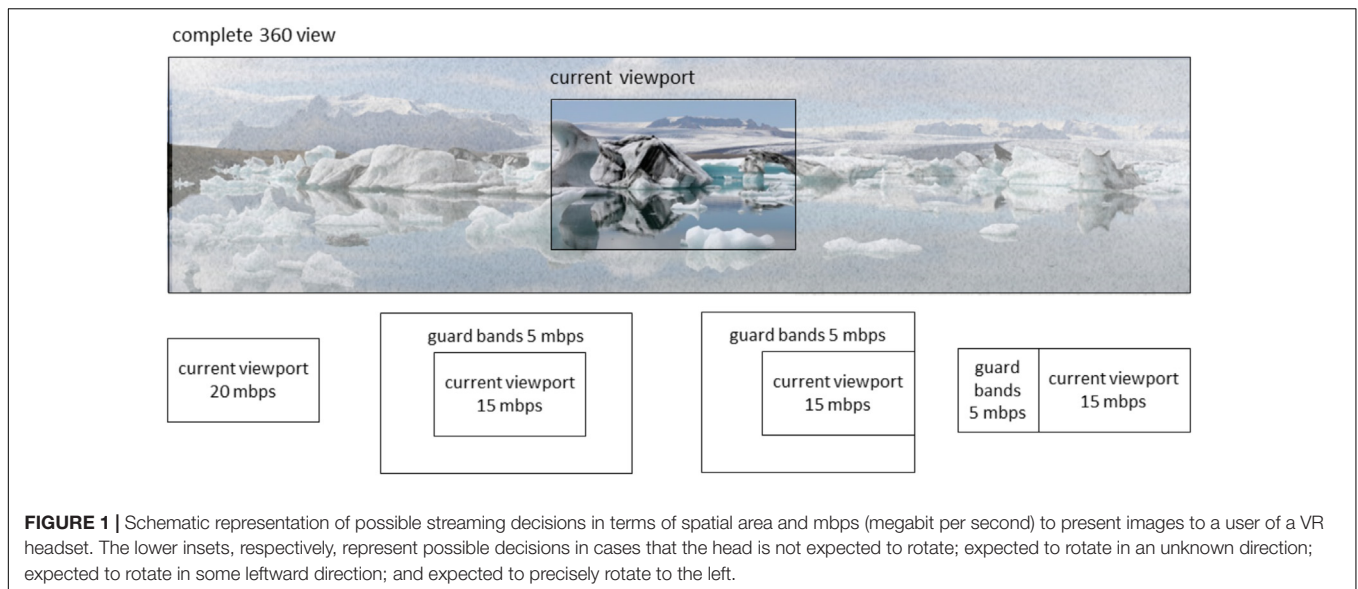 complete 360 view
current viewport
current viewport
20 mbps
guard bands 5 mbps
current viewport
15 mbps
guard bands 5 mbps
current viewport
15 mbps
guard
bands
5 mbps
current viewport
15 mbps
FIGURE 1 | Schematic representation of possible streaming decisions in terms of spatial area and mbps (megabit per second) to present images to a user of a VR
headset. The lower insets, respectively, represent possible decisions in cases that the head is not expected to rotate; expected to rotate in an unknown direction;
expected to rotate in some leftward direction; and expected to precisely rotate to the left.